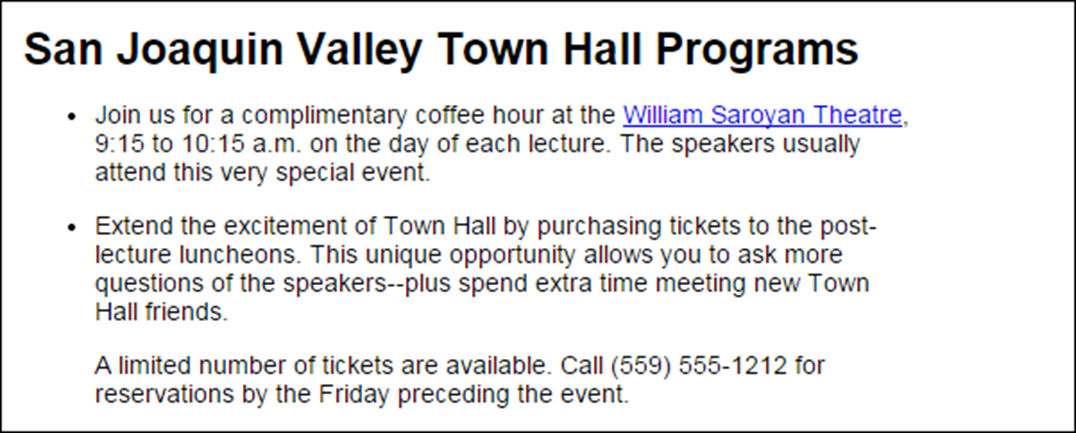 San Joaquin Valley Town Hall Programs
• Join us for a complimentary coffee hour at the William Saroyan Theatre,
9:15 to 10:15 a.m. on the day of each lecture. The speakers usually
attend this very special event.
• Extend the excitement of Town Hall by purchasing tickets to the post-
lecture luncheons. This unique opportunity allows you to ask more
questions of the speakers--plus spend extra time meeting new Town
Hall friends.
A limited number of tickets are available. Call (559) 555-1212 for
reservations by the Friday preceding the event.